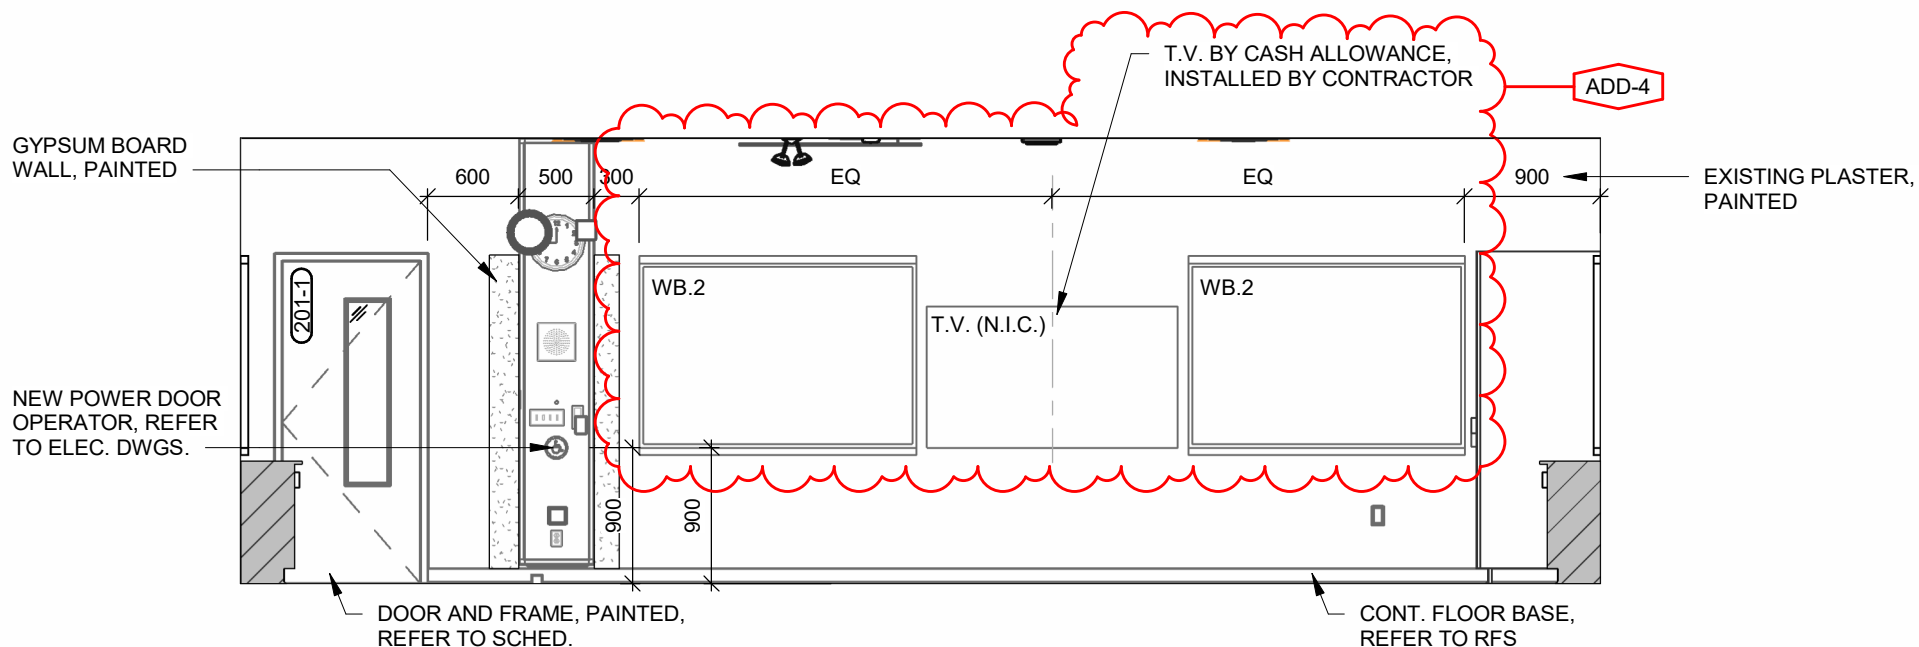 T.V. BY CASH ALLOWANCE,
INSTALLED BY CONTRACTOR
ADD-4
GYPSUM BOARD
WALL, PAINTED
600
500
300
EQ
EQ
900
EXISTING PLASTER,
PAINTED
201-1
WB.2
WB.2
T.V. (N.I.C.)
NEW POWER DOOR
OPERATOR, REFER
TO ELEC. DWGS.
900
900
DOOR AND FRAME, PAINTED,
REFER TO SCHED.
CONT. FLOOR BASE,
REFER TO RFS